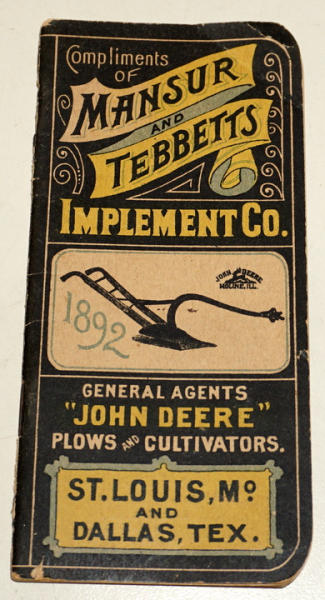 Compliments
OF
MANSUR
AND
TEBBETTS
IMPLEMENT CO.
1892
JOHN DEERE
MOLINE, ILL.
GENERAL AGENTS
"JOHN DEERE"
PLOWS AND CULTIVATORS.
ST. LOUIS, MO
AND
DALLAS, TEX.